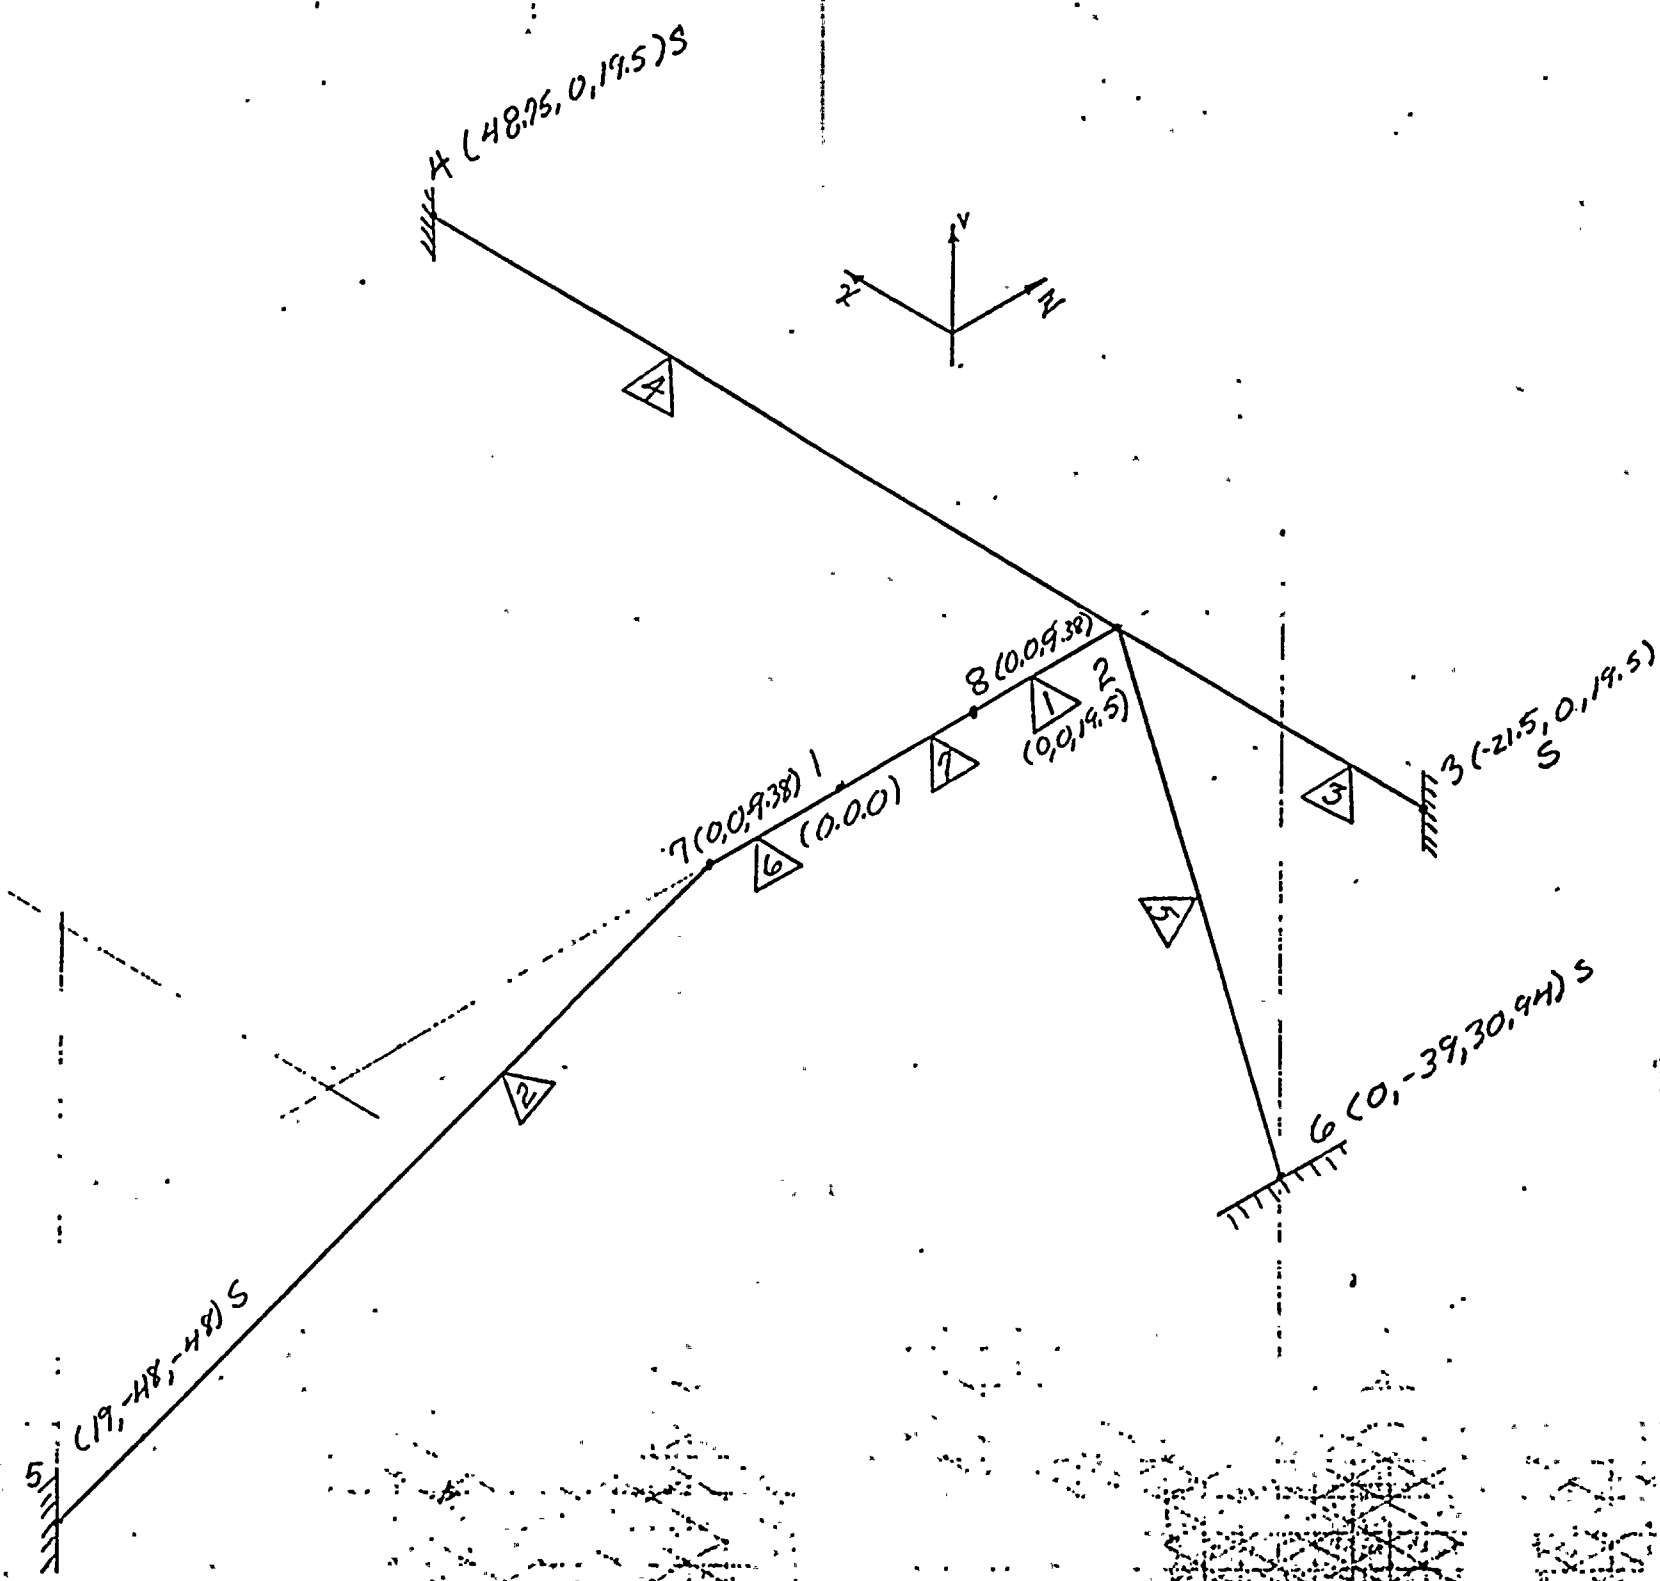 4 (48.75, 0, 19.5) S
Y
X
Z
4
8 (0,0,9.38)
2
(0,0,19.5)
1
3 (-21.5, 0, 19.5)
S
3
7
1
(0.0.0)
7 (0,0,9.38)
6
5
2
6 (0, -39,30,94) S
(19, -48, -48) S
5